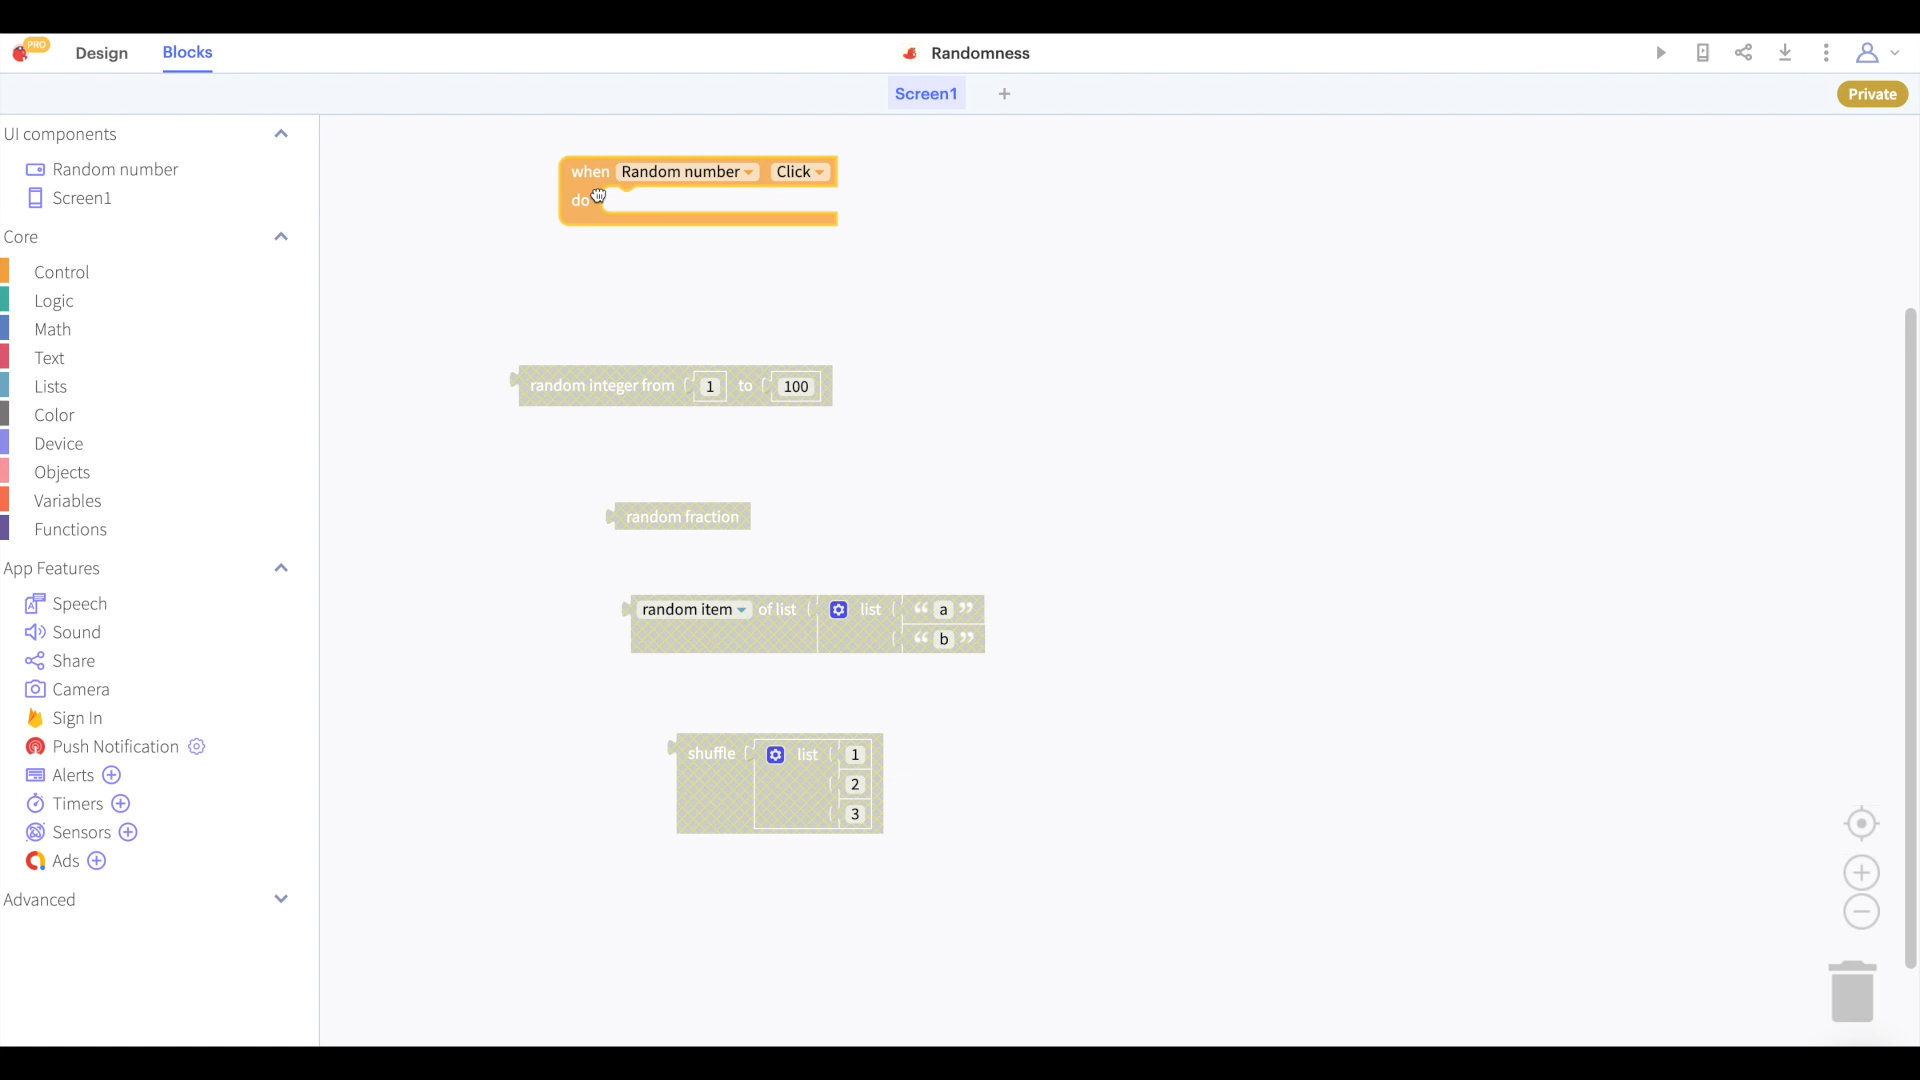 PRO
Design
Blocks
Randomness
Screen1
Private
UI components
Random number
Screen1
Core
Control
Logic
Math
Text
Lists
Color
Device
Objects
Variables
Functions
App Features
Speech
Sound
Share
Camera
Sign In
Push Notification
Alerts
Timers
Sensors
Ads
Advanced
when Random number Click
do
random integer from 1 to 100
random fraction
random item of list list “ a ”
“ b ”
shuffle list 1
2
3